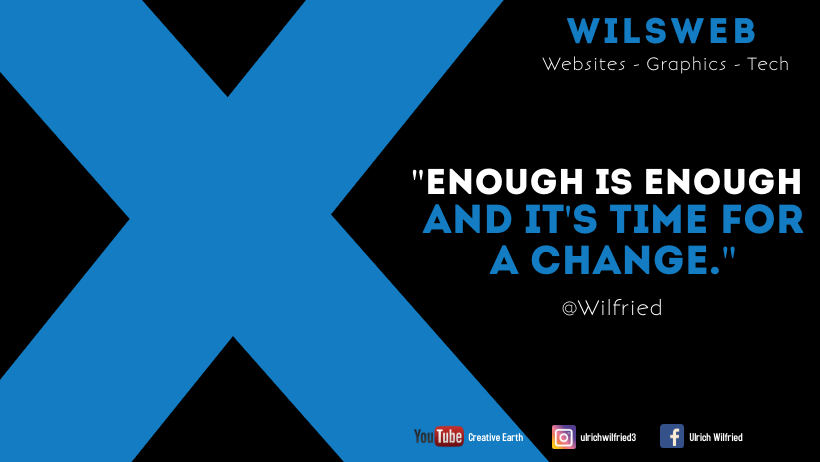 WILSWEB
Websites - Graphics - Tech
"ENOUGH IS ENOUGH
AND IT'S TIME FOR
A CHANGE."
@Wilfried
YouTube Creative Earth ulrichwilfried3 Ulrich Wilfried